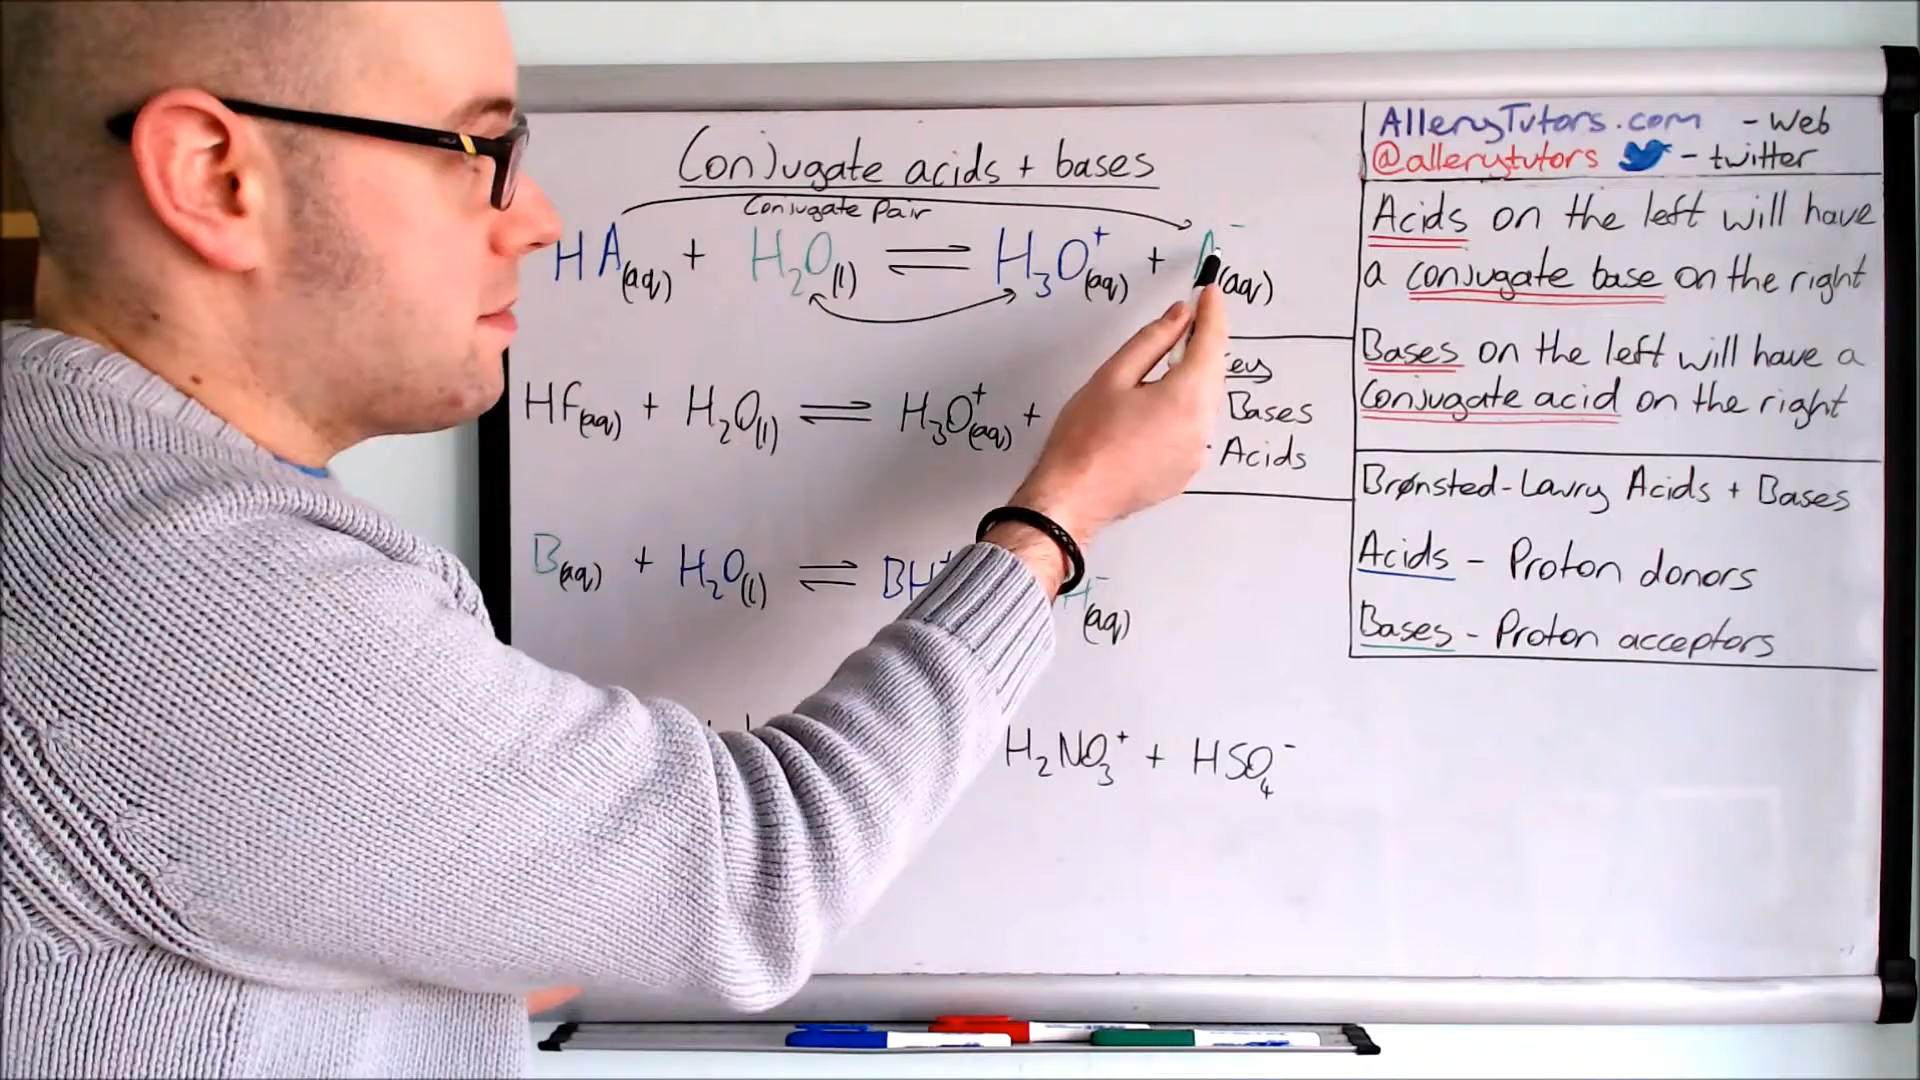 Conjugate acids + bases
Conjugate Pair
HA(aq) + H₂O(l) ⇌ H₃O⁺(aq) + A⁻(aq)
HF(aq) + H₂O(l) ⇌ H₃O⁺(aq) +
Bases
Acids
B(aq) + H₂O(l) ⇌ BH⁺ H⁻(aq)
H₂NO₃⁺ + HSO₄⁻
AlleryTutors.com - Web
@allerytutors - twitter
Acids on the left will have
a conjugate base on the right
Bases on the left will have a
conjugate acid on the right
Brønsted-Lowry Acids + Bases
Acids - Proton donors
Bases - Proton acceptors